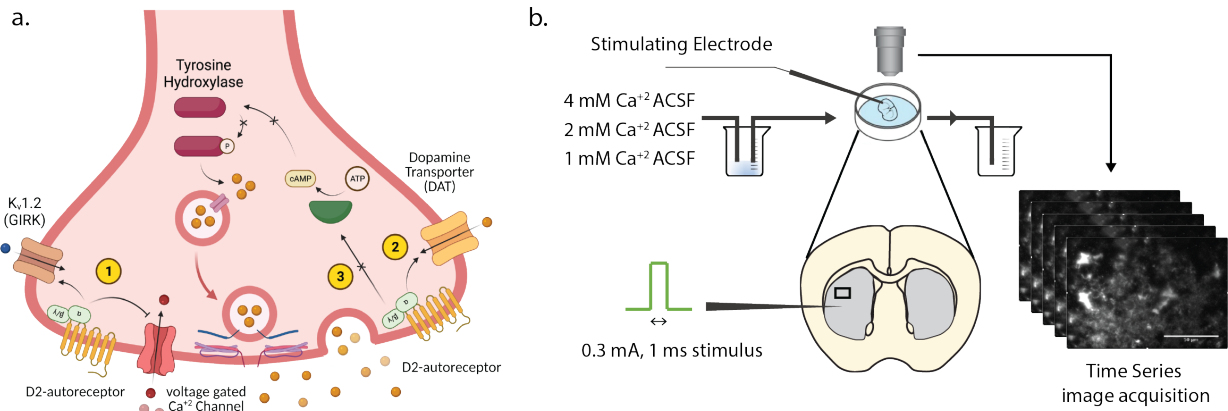 a.
Tyrosine
Hydroxylase
P
cAMP
ATP
Dopamine
Transporter
(DAT)
Kᵥ1.2
(GIRK)
1
2
3
β/γ
α
α
β/γ
D2-autoreceptor
voltage gated
Ca⁺² Channel
D2-autoreceptor
b.
Stimulating Electrode
4 mM Ca⁺² ACSF
2 mM Ca⁺² ACSF
1 mM Ca⁺² ACSF
0.3 mA, 1 ms stimulus
Time Series
image acquisition